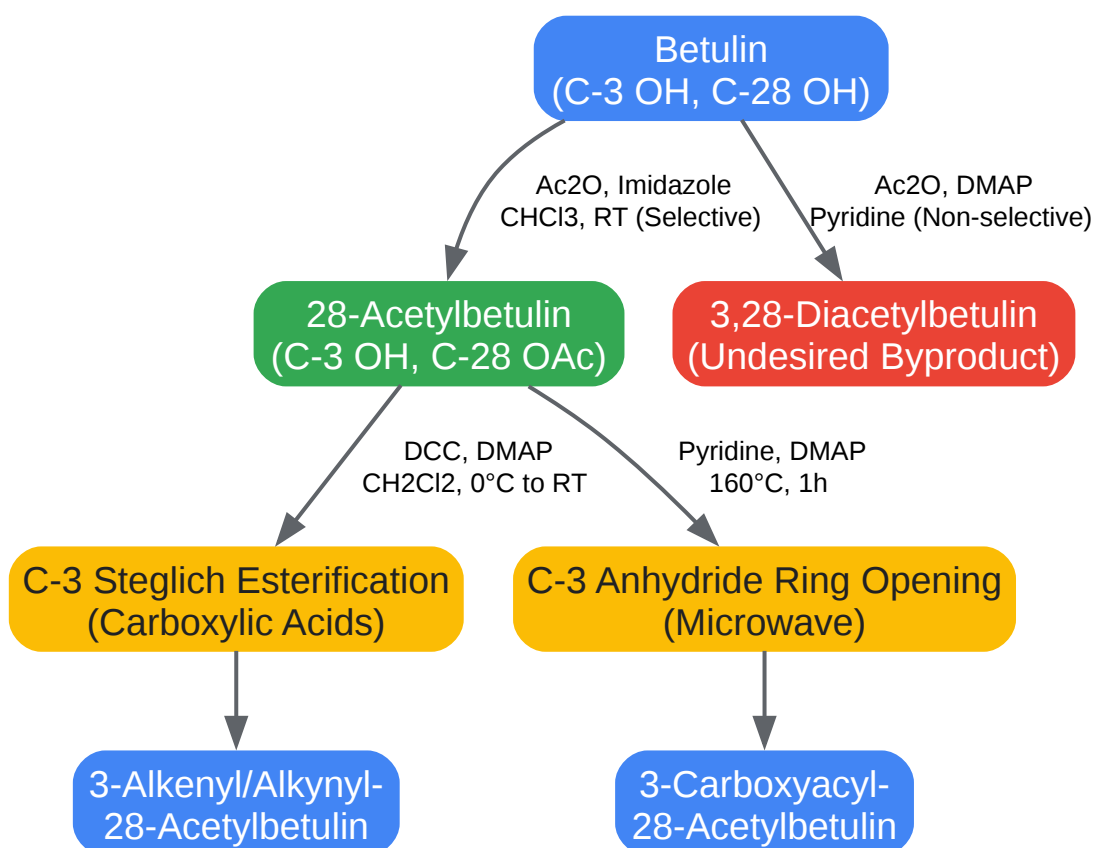 Betulin
(C-3 OH, C-28 OH)
Ac2O, Imidazole
CHCl3, RT (Selective)
Ac2O, DMAP
Pyridine (Non-selective)
28-Acetylbetulin
(C-3 OH, C-28 OAc)
3,28-Diacetylbetulin
(Undesired Byproduct)
DCC, DMAP
CH2Cl2, 0°C to RT
Pyridine, DMAP
160°C, 1h
C-3 Steglich Esterification
(Carboxylic Acids)
C-3 Anhydride Ring Opening
(Microwave)
3-Alkenyl/Alkynyl-
28-Acetylbetulin
3-Carboxyacyl-
28-Acetylbetulin